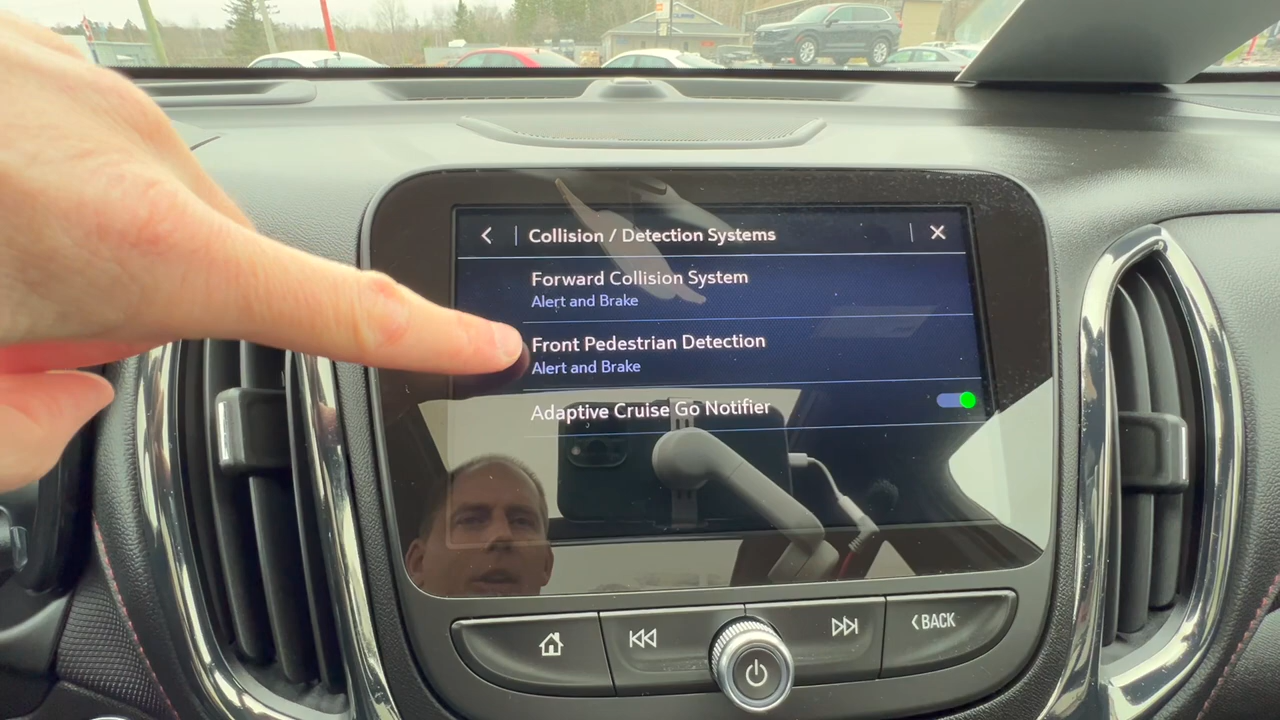 Collision / Detection Systems
Forward Collision System
Alert and Brake
Front Pedestrian Detection
Alert and Brake
Adaptive Cruise Go Notifier
BACK